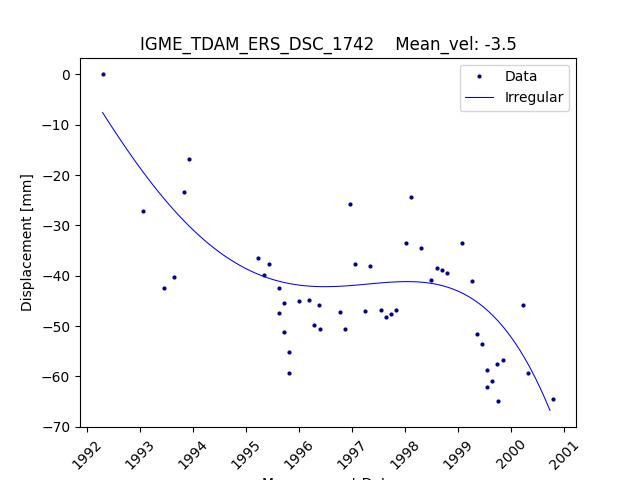 IGME_TDAM_ERS_DSC_1742    Mean_vel: -3.5
Data
Irregular
Displacement [mm]
0
−10
−20
−30
−40
−50
−60
−70
1992 1993 1994 1995 1996 1997 1998 1999 2000 2001